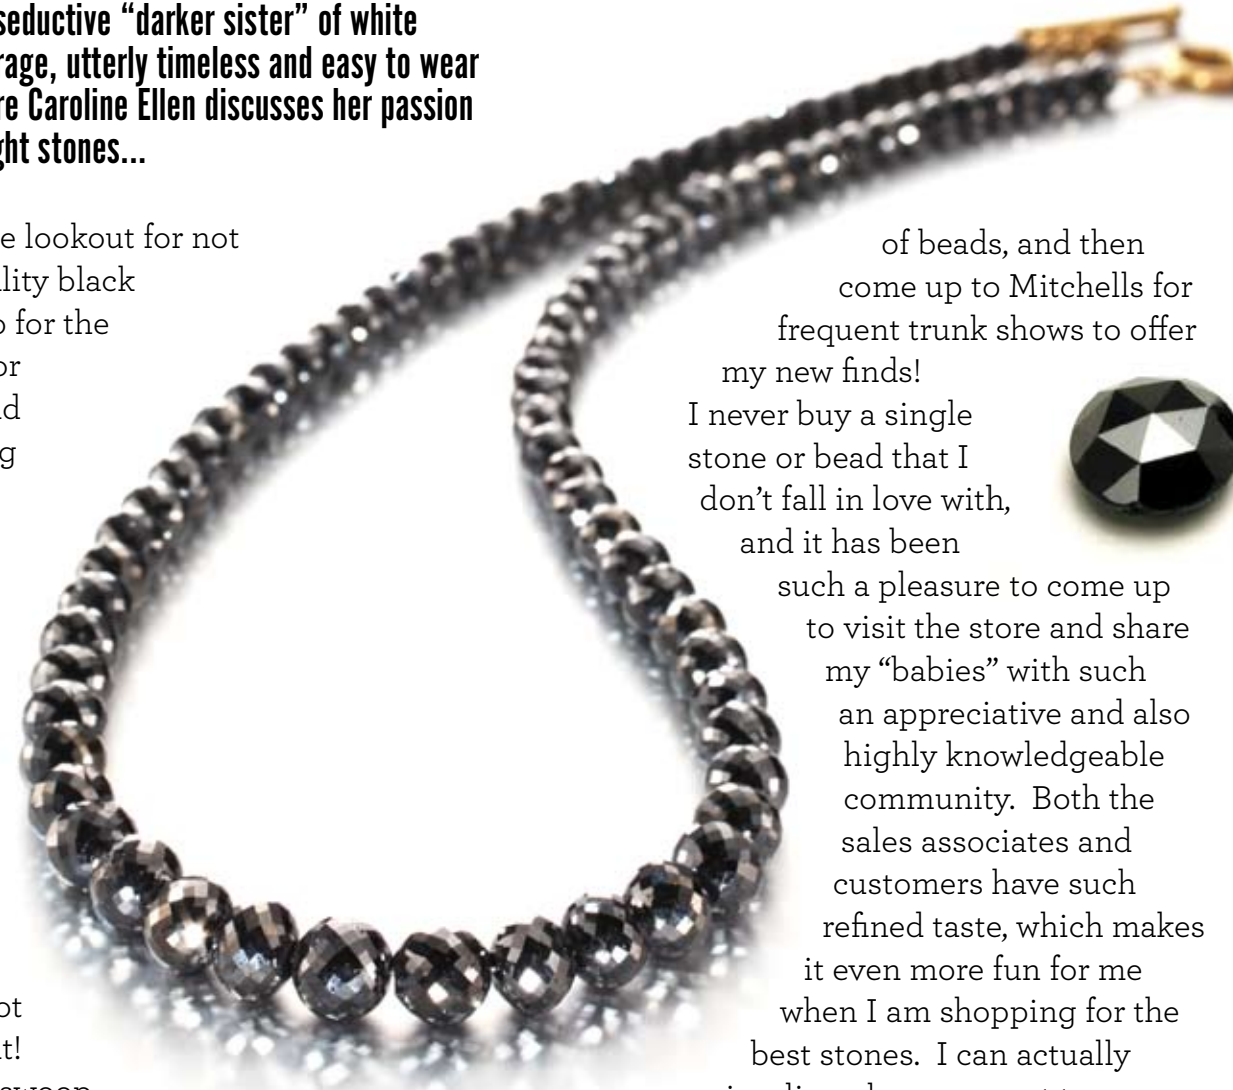 seductive “darker sister” of white
rage, utterly timeless and easy to wear
re Caroline Ellen discusses her passion
ght stones...
e lookout for not
lity black
o for the
or
d
g
ot
t!
of beads, and then
come up to Mitchells for
frequent trunk shows to offer
my new finds!
I never buy a single
stone or bead that I
don’t fall in love with,
and it has been
such a pleasure to come up
to visit the store and share
my “babies” with such
an appreciative and also
highly knowledgeable
community.  Both the
sales associates and
customers have such
refined taste, which makes
it even more fun for me
when I am shopping for the
best stones.  I can actually